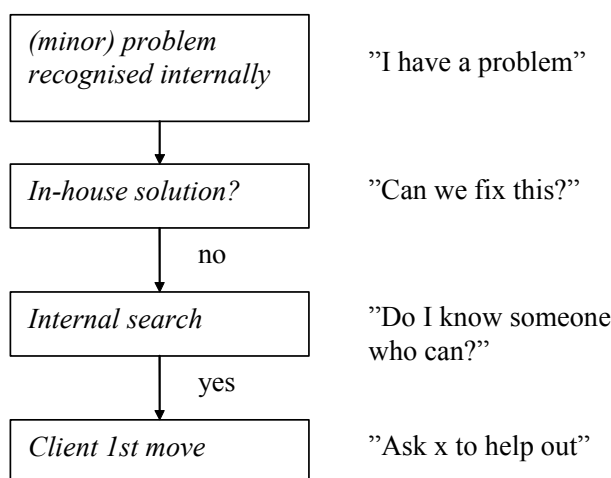 (minor) problem
recognised internally
”I have a problem”
In-house solution?
”Can we fix this?”
no
Internal search
”Do I know someone
who can?”
yes
Client 1st move
”Ask x to help out”